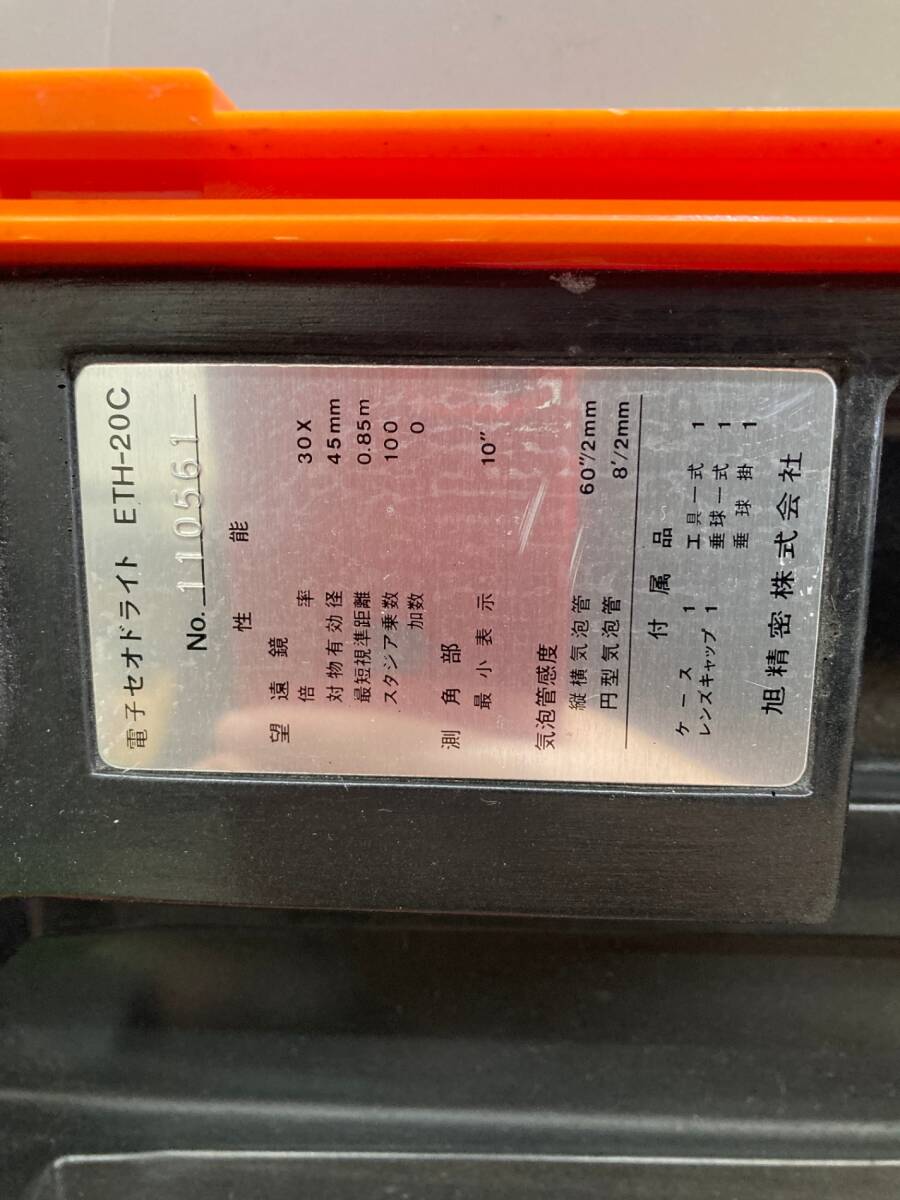 電子セオドライト ETH-20C
No. 110561
性 能
望遠鏡
倍 率 30X
対物有効径 45mm
最短視準距離 0.85m
スタジア乗数 100
加数 0
測角部
最小表示 10"
気泡管感度
縦横気泡管 60"/2mm
円型気泡管 8'/2mm
付 属 品
ケース 1 工具一式 1
レンズキャップ 1 垂球一式 1
垂球掛 1
旭精密株式会社